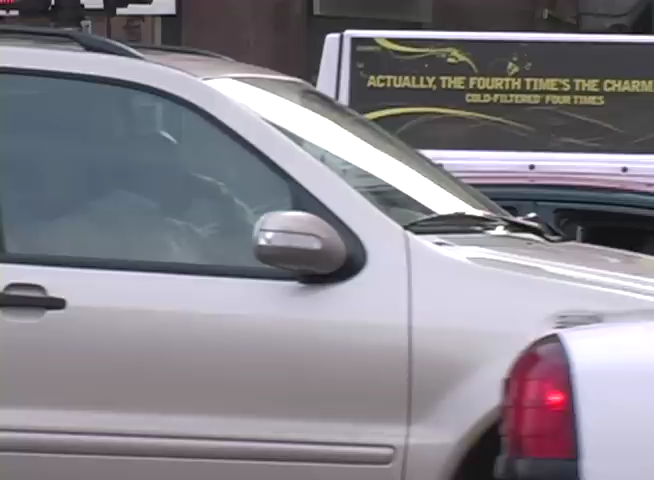 ACTUALLY, THE FOURTH TIME'S THE CHARM
COLD-FILTERED FOUR TIMES